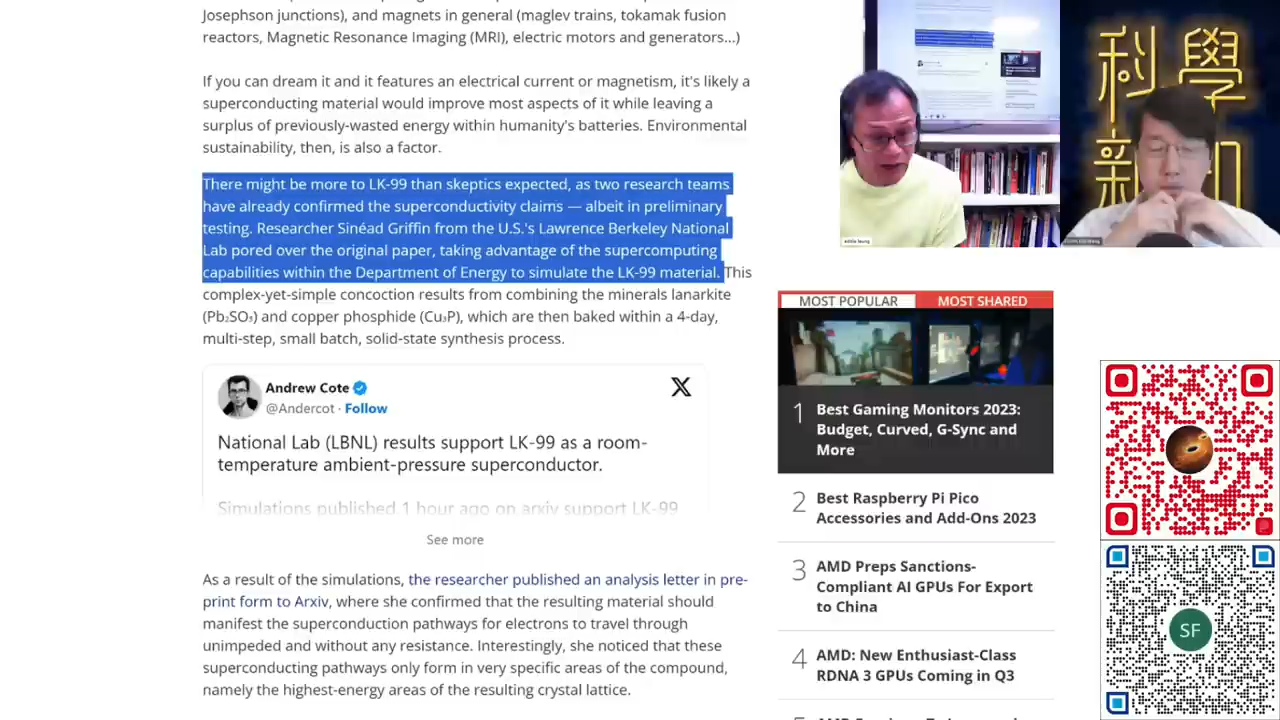 Josephson junctions), and magnets in general (maglev trains, tokamak fusion
reactors, Magnetic Resonance Imaging (MRI), electric motors and generators...)
If you can dream it and it features an electrical current or magnetism, it's likely a
superconducting material would improve most aspects of it while leaving a
surplus of previously-wasted energy within humanity's batteries. Environmental
sustainability, then, is also a factor.
There might be more to LK-99 than skeptics expected, as two research teams
have already confirmed the superconductivity claims — albeit in preliminary
testing. Researcher Sinéad Griffin from the U.S.'s Lawrence Berkeley National
Lab pored over the original paper, taking advantage of the supercomputing
capabilities within the Department of Energy to simulate the LK-99 material. This
complex-yet-simple concoction results from combining the minerals lanarkite
(Pb₂SO₅) and copper phosphide (Cu₃P), which are then baked within a 4-day,
multi-step, small batch, solid-state synthesis process.
Andrew Cote
@Andercot · Follow
National Lab (LBNL) results support LK-99 as a room-
temperature ambient-pressure superconductor.
Simulations published 1 support LK-99
See more
As a result of the simulations, the researcher published an analysis letter in pre-
print form to Arxiv, where she confirmed that the resulting material should
manifest the superconduction pathways for electrons to travel through
unimpeded and without any resistance. Interestingly, she noticed that these
superconducting pathways only form in very specific areas of the compound,
namely the highest-energy areas of the resulting crystal lattice.
科學
新
MOST POPULAR MOST SHARED
1 Best Gaming Monitors 2023:
Budget, Curved, G-Sync and
More
2 Best Raspberry Pi Pico
Accessories and Add-Ons 2023
3 AMD Preps Sanctions-
Compliant AI GPUs For Export
to China
4 AMD: New Enthusiast-Class
RDNA 3 GPUs Coming in Q3
SF